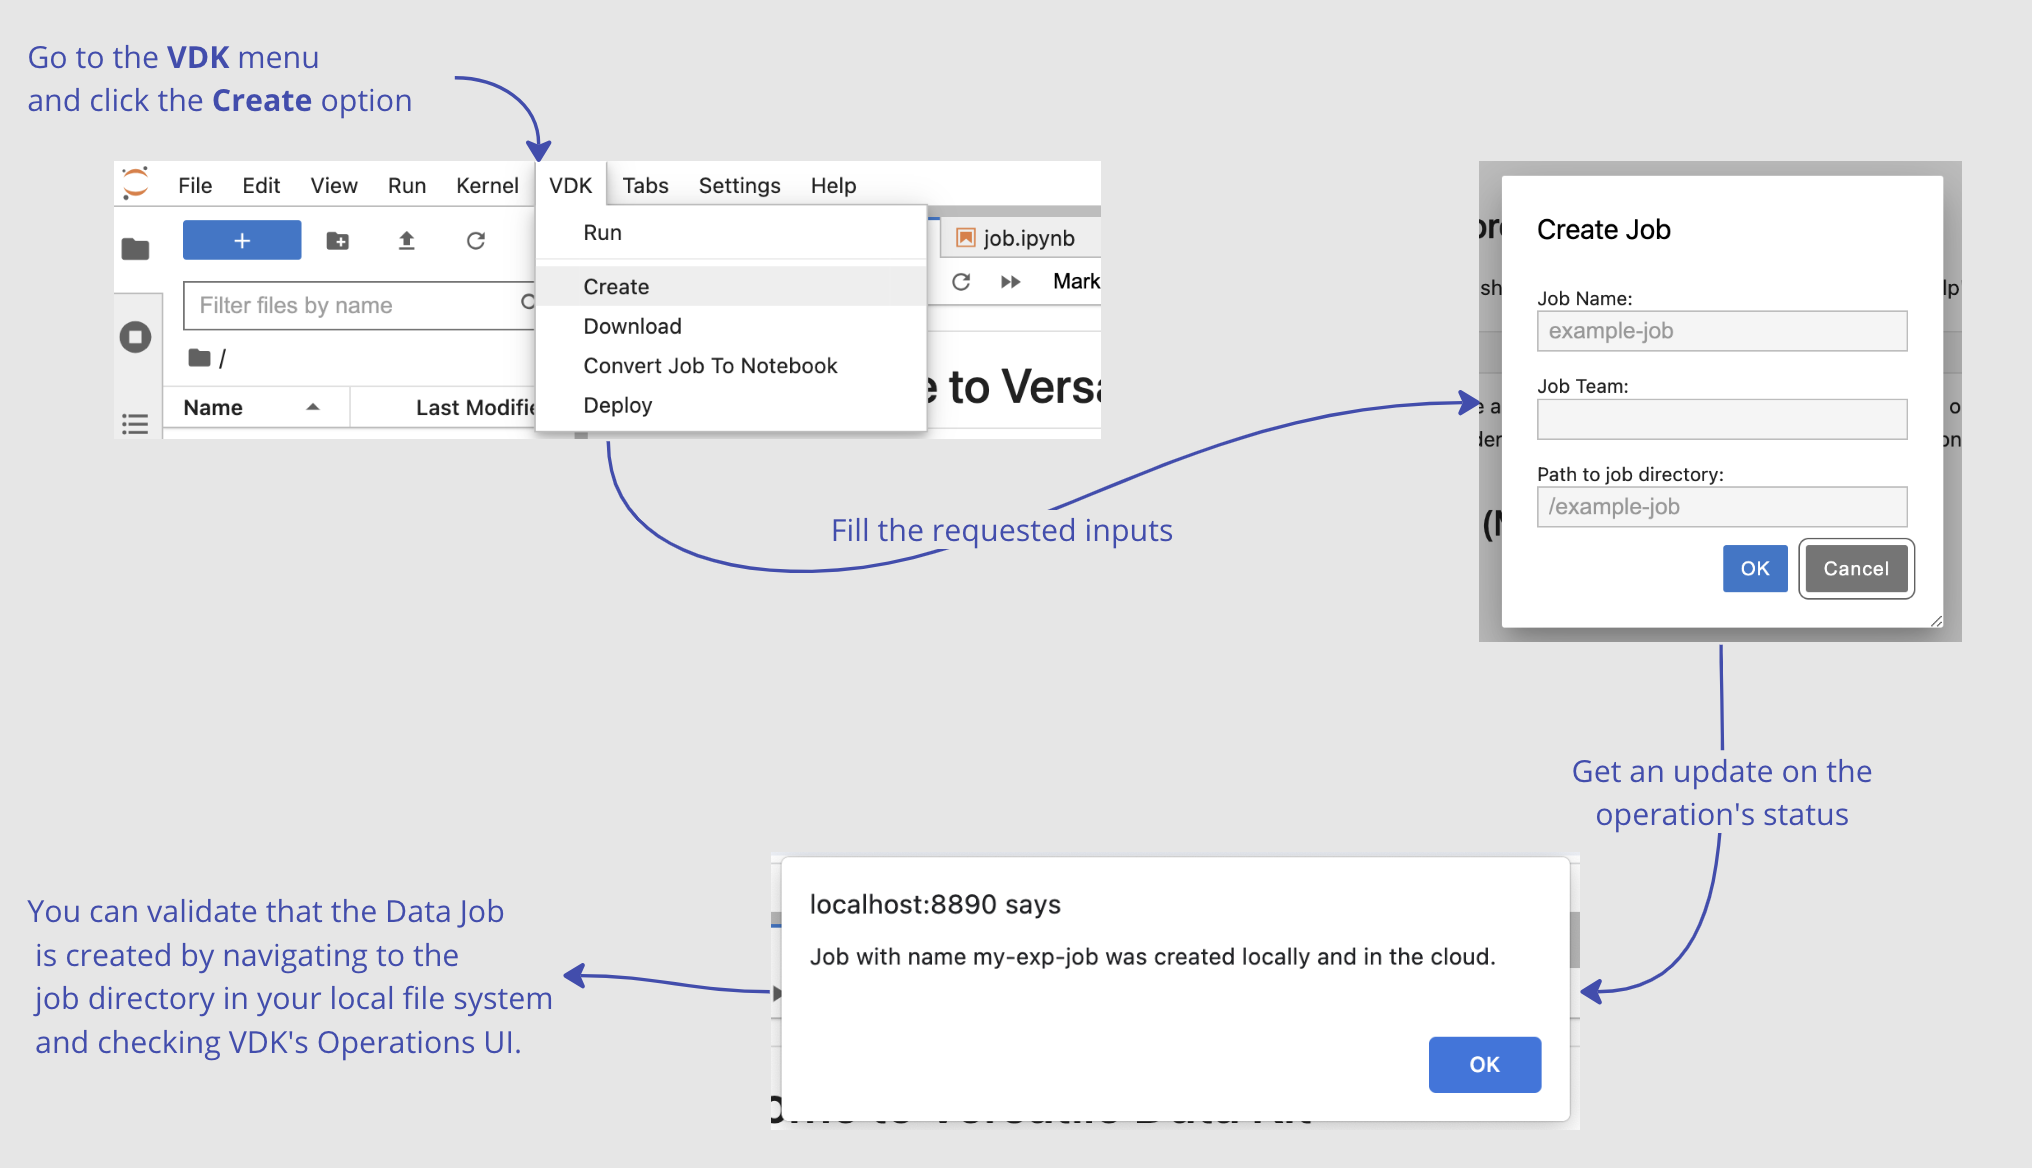 Go to the VDK menu
and click the Create option
File Edit View Run Kernel VDK Tabs Settings Help
+
Run
Create
Download
Convert Job To Notebook
Deploy
job.ipynb
Mark
Filter files by name
/
Name
Last Modifie
e to Versa
Fill the requested inputs
Create Job
Job Name:
example-job
Job Team:
Path to job directory:
/example-job
OK Cancel
Get an update on the
operation's status
localhost:8890 says
Job with name my-exp-job was created locally and in the cloud.
OK
You can validate that the Data Job
is created by navigating to the
job directory in your local file system
and checking VDK's Operations UI.